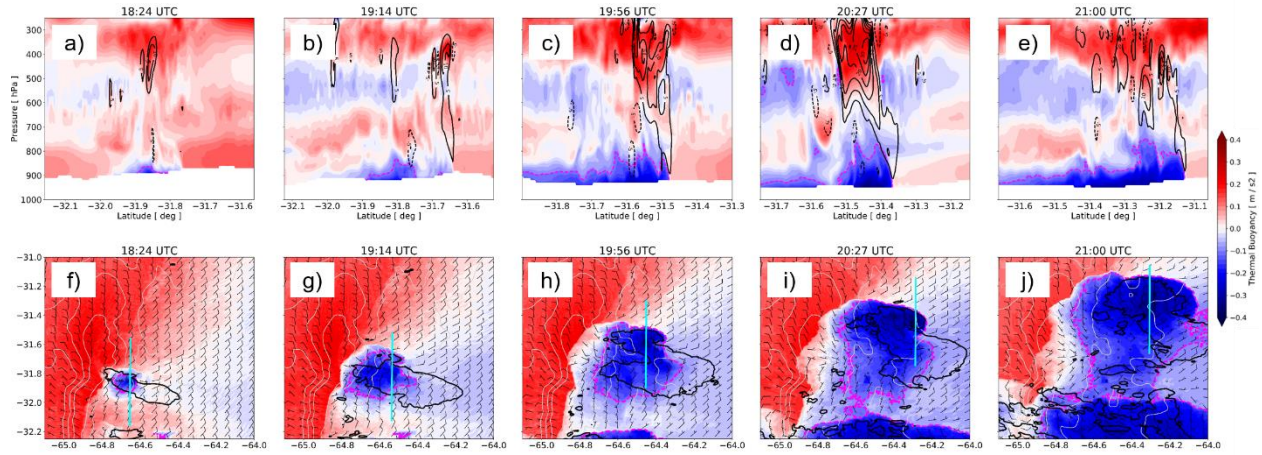 18:24 UTC 19:14 UTC 19:56 UTC 20:27 UTC 21:00 UTC
a) b) c) d) e)
Pressure [ hPa ]
300
400
500
600
700
800
900
1000
−32.1 −32.0 −31.9 −31.8 −31.7 −31.6
−32.0 −31.9 −31.8 −31.7 −31.6
−31.8 −31.7 −31.6 −31.5 −31.4 −31.3
−31.7 −31.6 −31.5 −31.4 −31.3 −31.2
−31.6 −31.5 −31.4 −31.3 −31.2 −31.1
Latitude [ deg ] Latitude [ deg ] Latitude [ deg ] Latitude [ deg ] Latitude [ deg ]
18:24 UTC 19:14 UTC 19:56 UTC 20:27 UTC 21:00 UTC
f) g) h) i) j)
−31.0
−31.2
−31.4
−31.6
−31.8
−32.0
−32.2
−65.0 −64.8 −64.6 −64.4 −64.2 −64.0
−65.0 −64.8 −64.6 −64.4 −64.2 −64.0
−65.0 −64.8 −64.6 −64.4 −64.2 −64.0
−65.0 −64.8 −64.6 −64.4 −64.2 −64.0
−65.0 −64.8 −64.6 −64.4 −64.2 −64.0
0.4
0.3
0.2
0.1
0.0
−0.1
−0.2
−0.3
−0.4
Thermal Buoyancy [ m / s2 ]